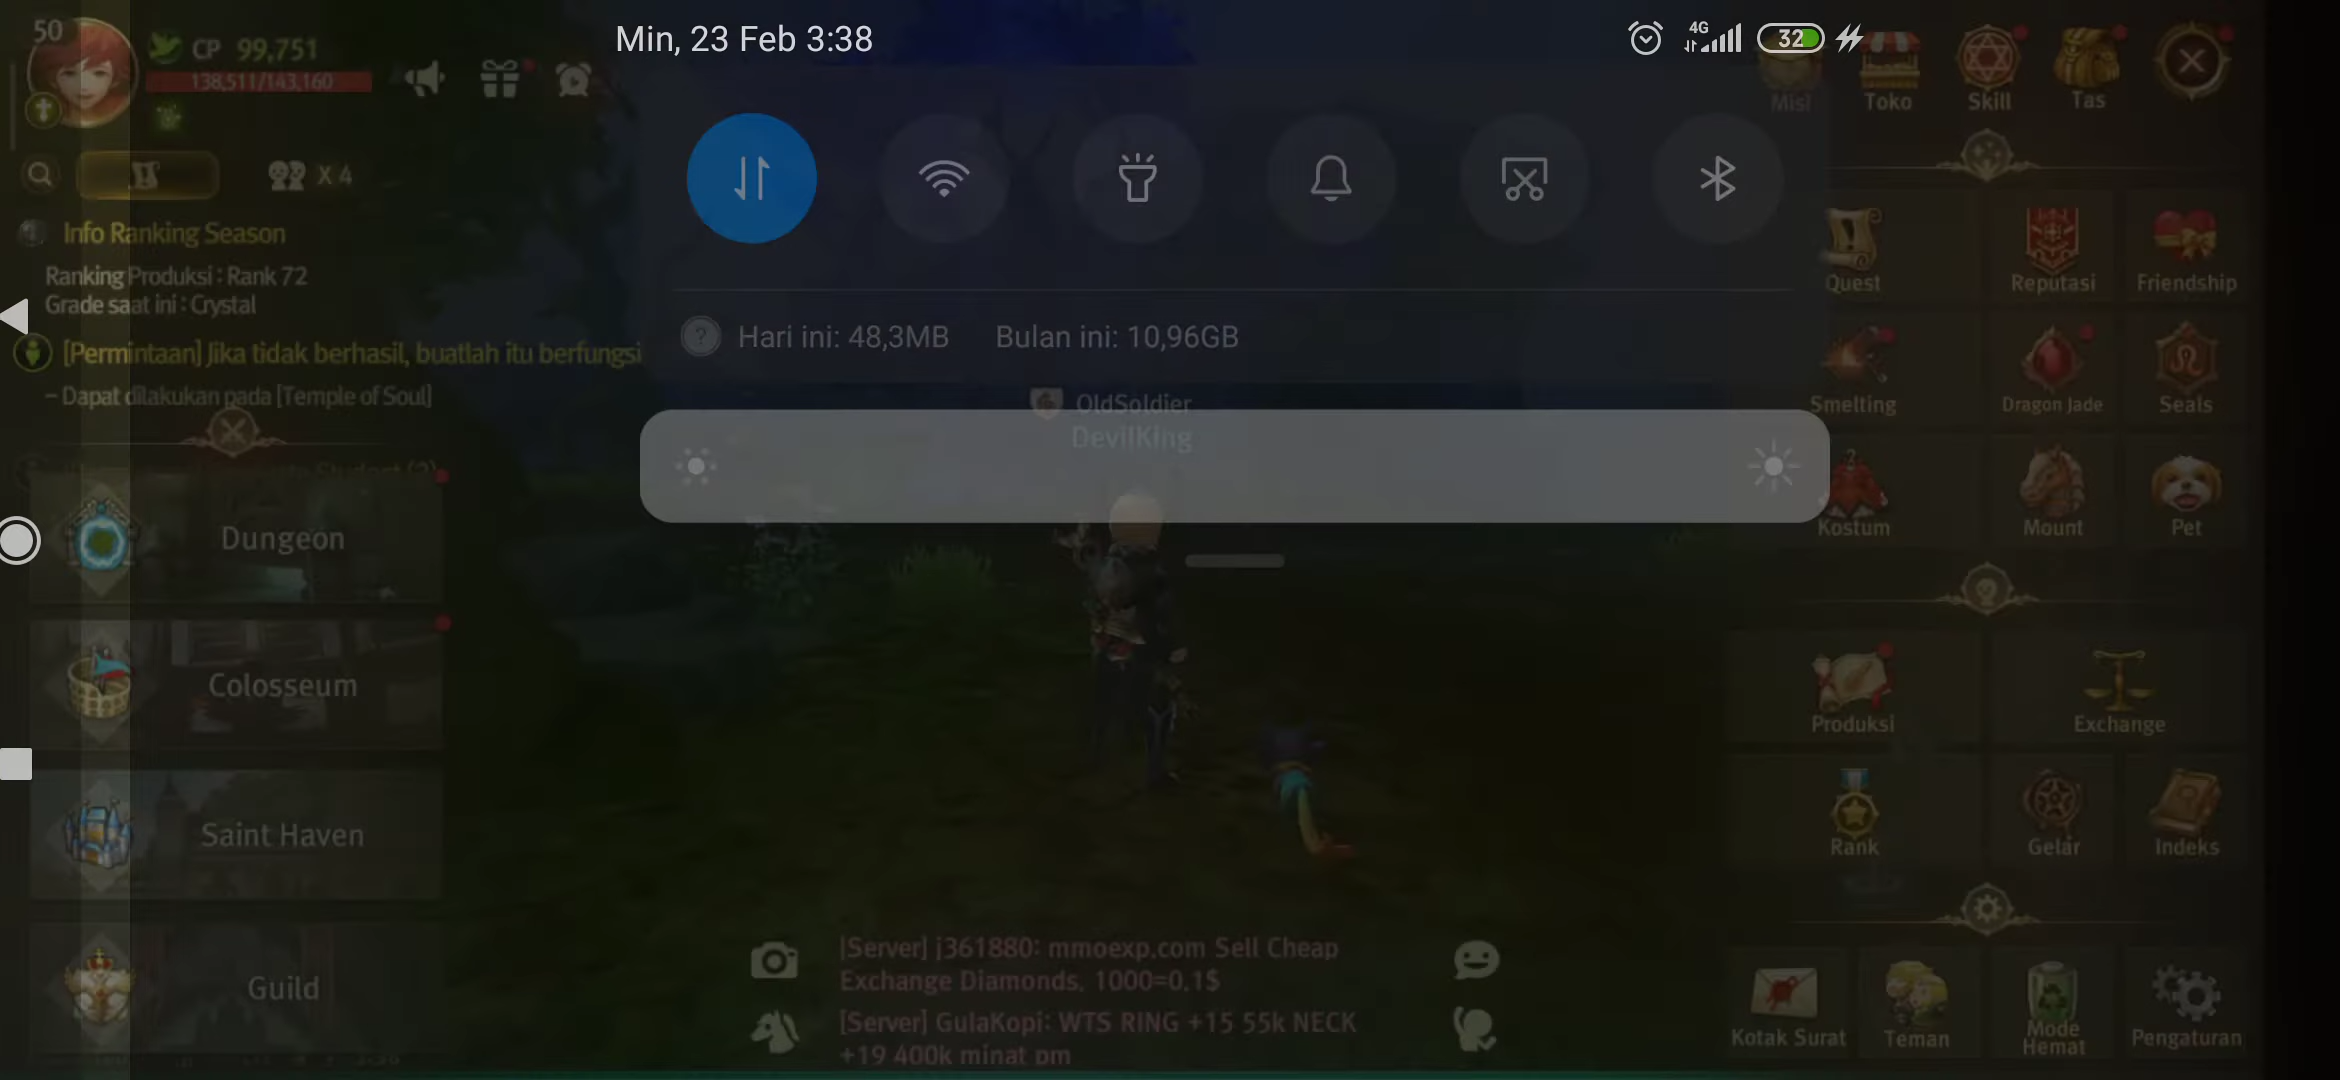 50
CP 99,751
138,511/143,160
Min, 23 Feb 3:38
4G
32
Misi
Toko
Skill
Tas
X 4
Info Ranking Season
Ranking Produksi : Rank 72
Grade saat ini : Crystal
[Permintaan] Jika tidak berhasil, buatlah itu berfungsi
– Dapat dilakukan pada [Temple of Soul]
Hari ini: 48,3MB
Bulan ini: 10,96GB
OldSoldier
DevilKing
Dungeon
Colosseum
Saint Haven
Guild
Quest
Reputasi
Friendship
Smelting
Dragon Jade
Seals
Kostum
Mount
Pet
Produksi
Exchange
Rank
Gelar
Indeks
[Server] j361880: mmoexp.com Sell Cheap
Exchange Diamonds, 1000=0.1$
[Server] GulaKopi: WTS RING +15 55k NECK
+19 400k minat pm
Kotak Surat
Teman
Mode
Hemat
Pengaturan